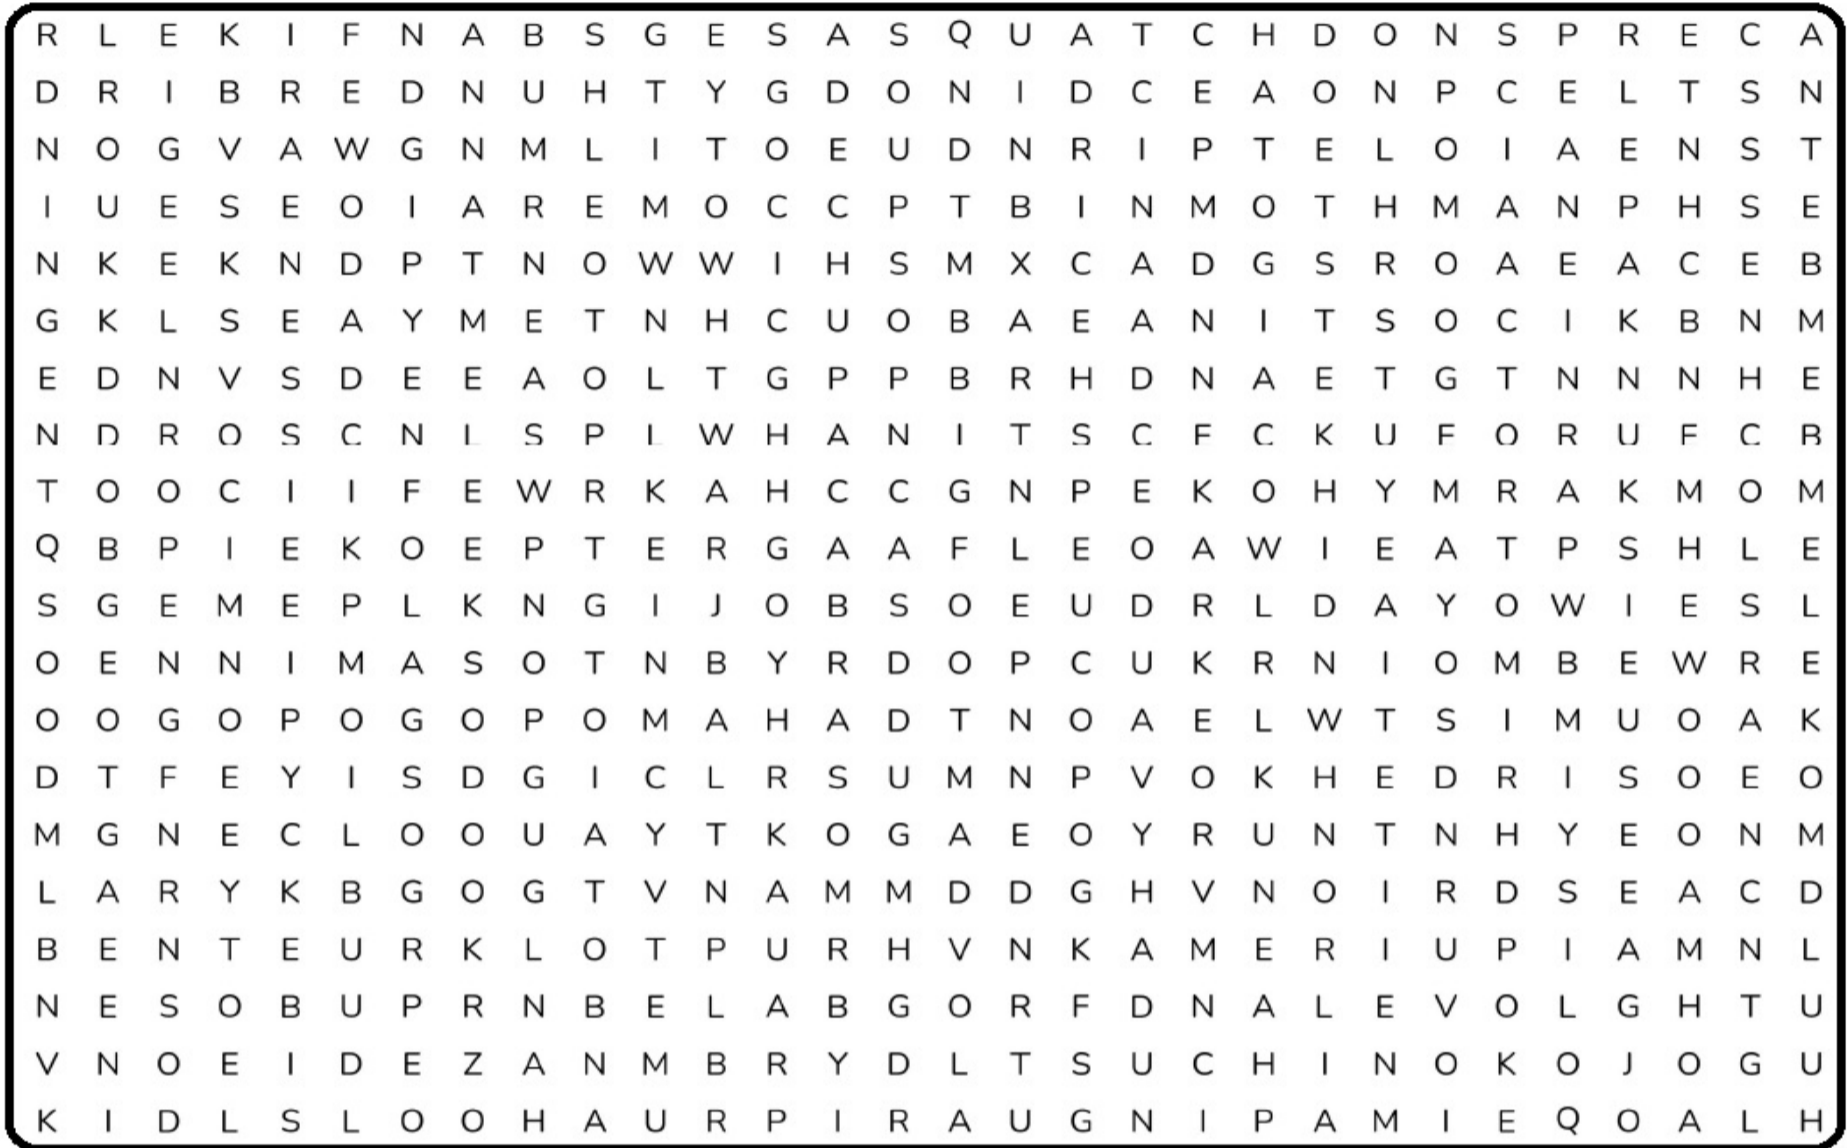 R L E K I F N A B S G E S A S Q U A T C H D O N S P R E C A
D R I B R E D N U H T Y G D O N I D C E A O N P C E L T S N
N O G V A W G N M L I T O E U D N R I P T E L O I A E N S T
I U E S E O I A R E M O C C P T B I N M O T H M A N P H S E
N K E K N D P T N O W W I H S M X C A D G S R O A E A C E B
G K L S E A Y M E T N H C U O B A E A N I T S O C I K B N M
E D N V S D E E A O L T G P P B R H D N A E T G T N N N H E
N D R O S C N L S P L W H A N I T S C F C K U F O R U F C B
T O O C I I F E W R K A H C C G N P E K O H Y M R A K M O M
Q B P I E K O E P T E R G A A F L E O A W I E A T P S H L E
S G E M E P L K N G I J O B S O E U D R L D A Y O W I E S L
O E N N I M A S O T N B Y R D O P C U K R N I O M B E W R E
O O G O P O G O P O M A H A D T N O A E L W T S I M U O A K
D T F E Y I S D G I C L R S U M N P V O K H E D R I S O E O
M G N E C L O O U A Y T K O G A E O Y R U N T N H Y E O N M
L A R Y K B G O G T V N A M M D D G H V N O I R D S E A C D
B E N T E U R K L O T P U R H V N K A M E R I U P I A M N L
N E S O B U P R N B E L A B G O R F D N A L E V O L G H T U
V N O E I D E Z A N M B R Y D L T S U C H I N O K O J O G U
K I D L S L O O H A U R P I R A U G N I P A M I E Q O A L H